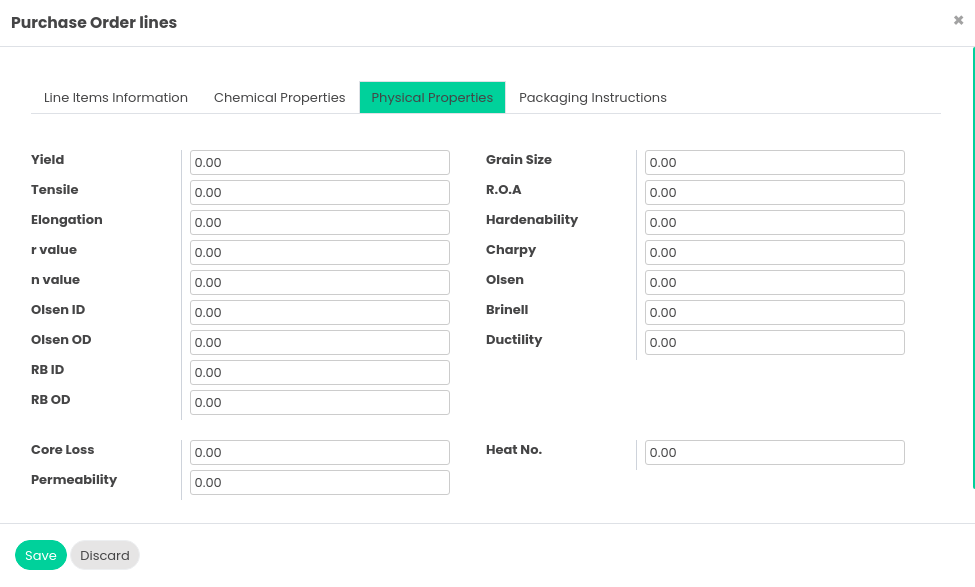 Purchase Order lines
✖
Line Items Information Chemical Properties Physical Properties Packaging Instructions
Yield 0.00 Grain Size 0.00
Tensile 0.00 R.O.A 0.00
Elongation 0.00 Hardenability 0.00
r value 0.00 Charpy 0.00
n value 0.00 Olsen 0.00
Olsen ID 0.00 Brinell 0.00
Olsen OD 0.00 Ductility 0.00
RB ID 0.00
RB OD 0.00
Core Loss 0.00 Heat No. 0.00
Permeability 0.00
Save Discard